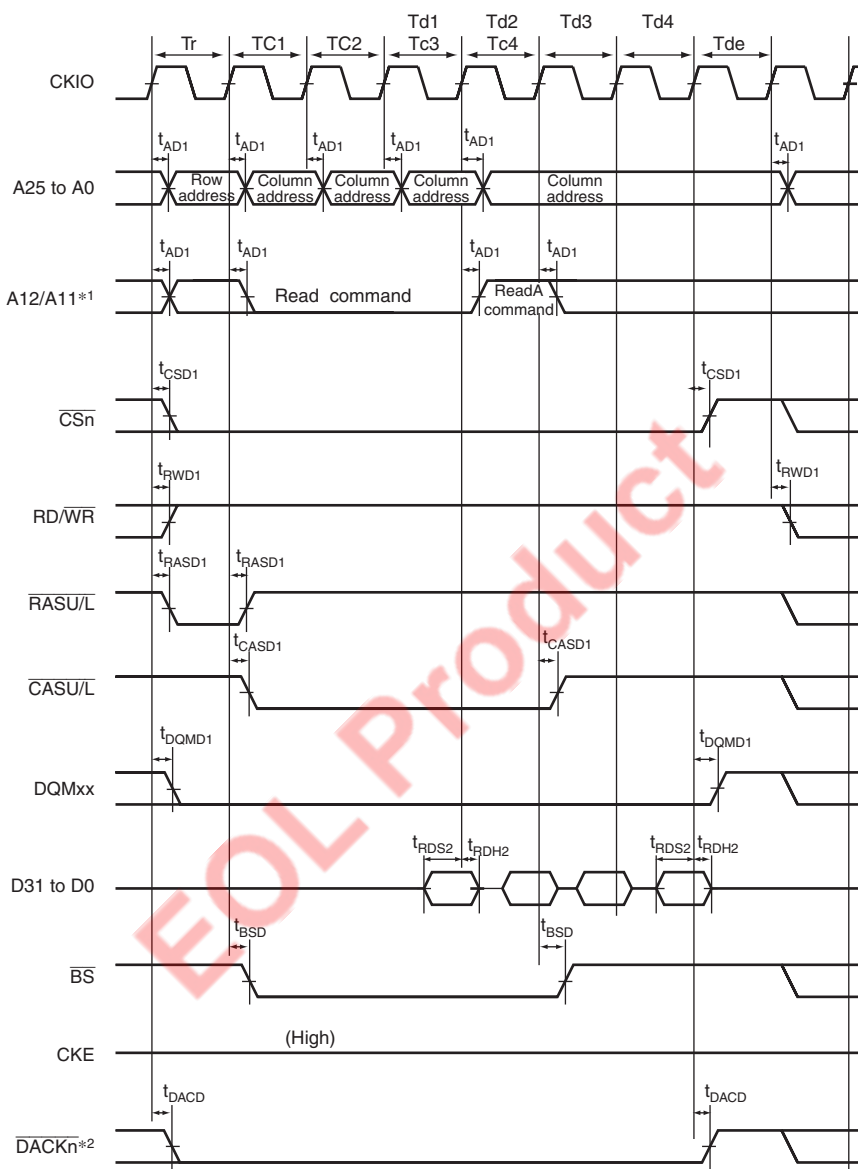 Td1 Td2 Td3 Td4
Tr TC1 TC2 Tc3 Tc4 Tde
CKIO
tAD1 tAD1 tAD1 tAD1 tAD1 tAD1
A25 to A0
Row address Column address Column address Column address Column address
tAD1 tAD1 tAD1 tAD1
A12/A11*1
Read command
ReadA command
tCSD1 tCSD1
CSn
tRWD1 tRWD1
RD/WR
tRASD1 tRASD1
RASU/L
tCASD1 tCASD1
CASU/L
tDQMD1 tDQMD1
DQMxx
tRDS2 tRDH2 tRDS2 tRDH2
D31 to D0
tBSD tBSD
BS
(High)
CKE
tDACD tDACD
DACKn*2
EOL Product